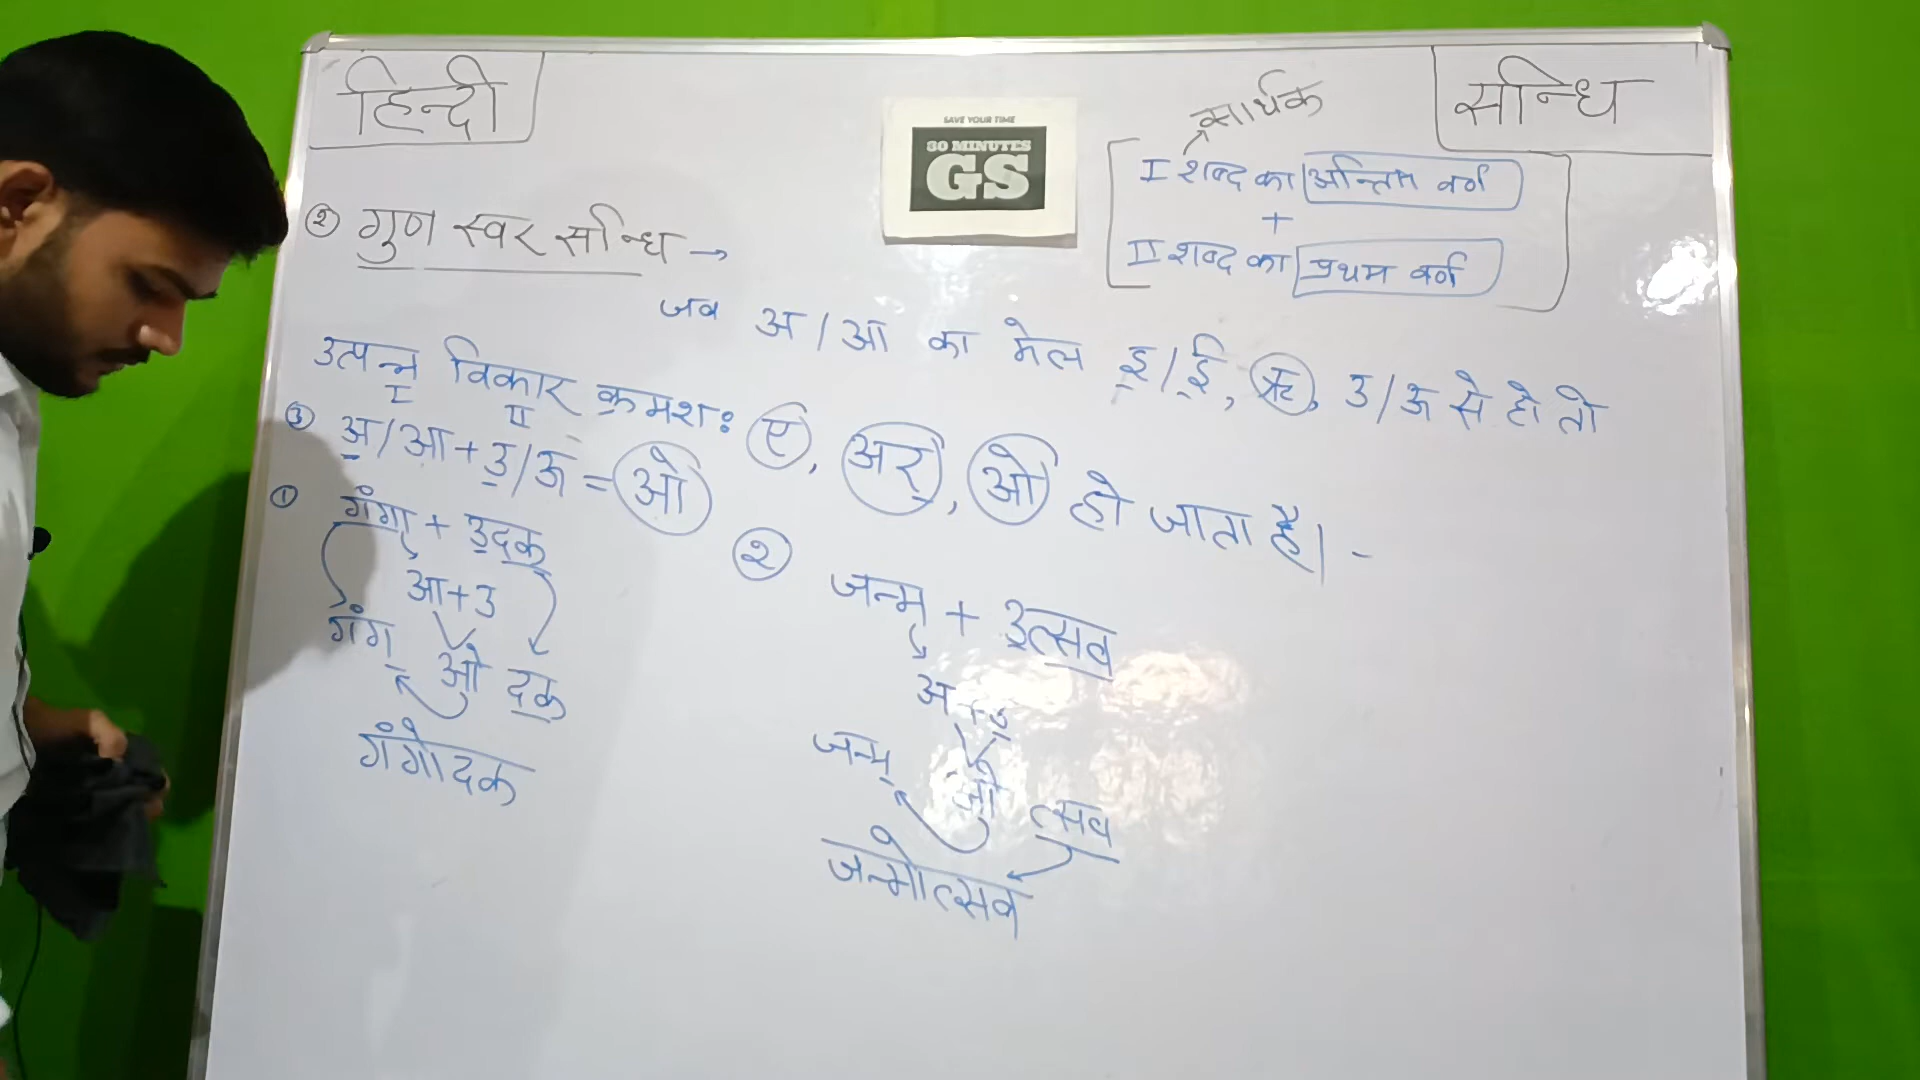 हिन्दी
सन्धि
SAVE YOUR TIME
30 MINUTES
GS
सार्थक
I शब्द का अन्तिम वर्ण
+
II शब्द का प्रथम वर्ण
② गुण स्वर सन्धि →
जब अ/आ का मेल इ/ई, ऋ, उ/ऊ से हो तो
उत्पन्न विकार क्रमशः ए, अर्, ओ हो जाता है। -
I II
③ अ/आ + उ/ऊ = ओ
① गंगा + उदक
आ + उ
गंग् ओ दक
गंगोदक
② जन्म + उत्सव
अ + उ
जन्म् ओ त्सव
जन्मोत्सव